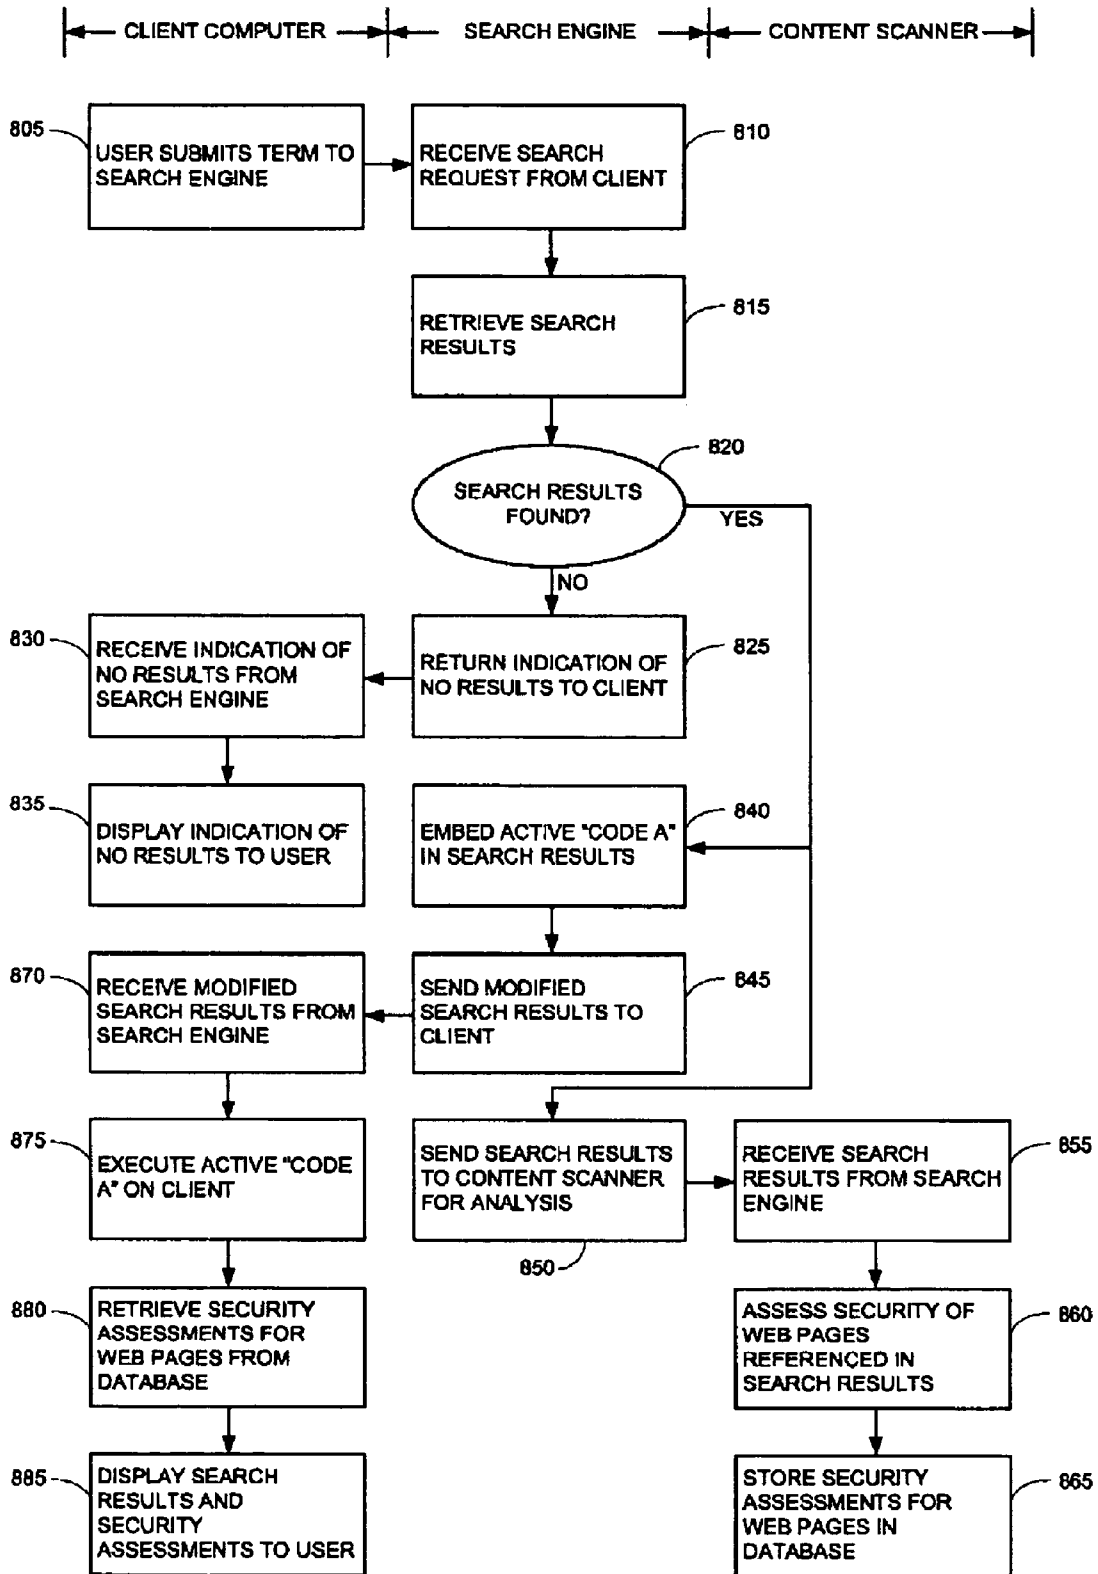 CLIENT COMPUTER
SEARCH ENGINE
CONTENT SCANNER
805
USER SUBMITS TERM TO
SEARCH ENGINE
810
RECEIVE SEARCH
REQUEST FROM CLIENT
815
RETRIEVE SEARCH
RESULTS
820
SEARCH RESULTS
FOUND?
YES
NO
830
RECEIVE INDICATION OF
NO RESULTS FROM
SEARCH ENGINE
825
RETURN INDICATION OF
NO RESULTS TO CLIENT
835
DISPLAY INDICATION OF
NO RESULTS TO USER
840
EMBED ACTIVE "CODE A"
IN SEARCH RESULTS
870
RECEIVE MODIFIED
SEARCH RESULTS FROM
SEARCH ENGINE
845
SEND MODIFIED
SEARCH RESULTS TO
CLIENT
875
EXECUTE ACTIVE "CODE
A" ON CLIENT
SEND SEARCH RESULTS
TO CONTENT SCANNER
FOR ANALYSIS
850
855
RECEIVE SEARCH
RESULTS FROM SEARCH
ENGINE
880
RETRIEVE SECURITY
ASSESSMENTS FOR
WEB PAGES FROM
DATABASE
860
ASSESS SECURITY OF
WEB PAGES
REFERENCED IN
SEARCH RESULTS
885
DISPLAY SEARCH
RESULTS AND
SECURITY
ASSESSMENTS TO USER
865
STORE SECURITY
ASSESSMENTS FOR
WEB PAGES IN
DATABASE